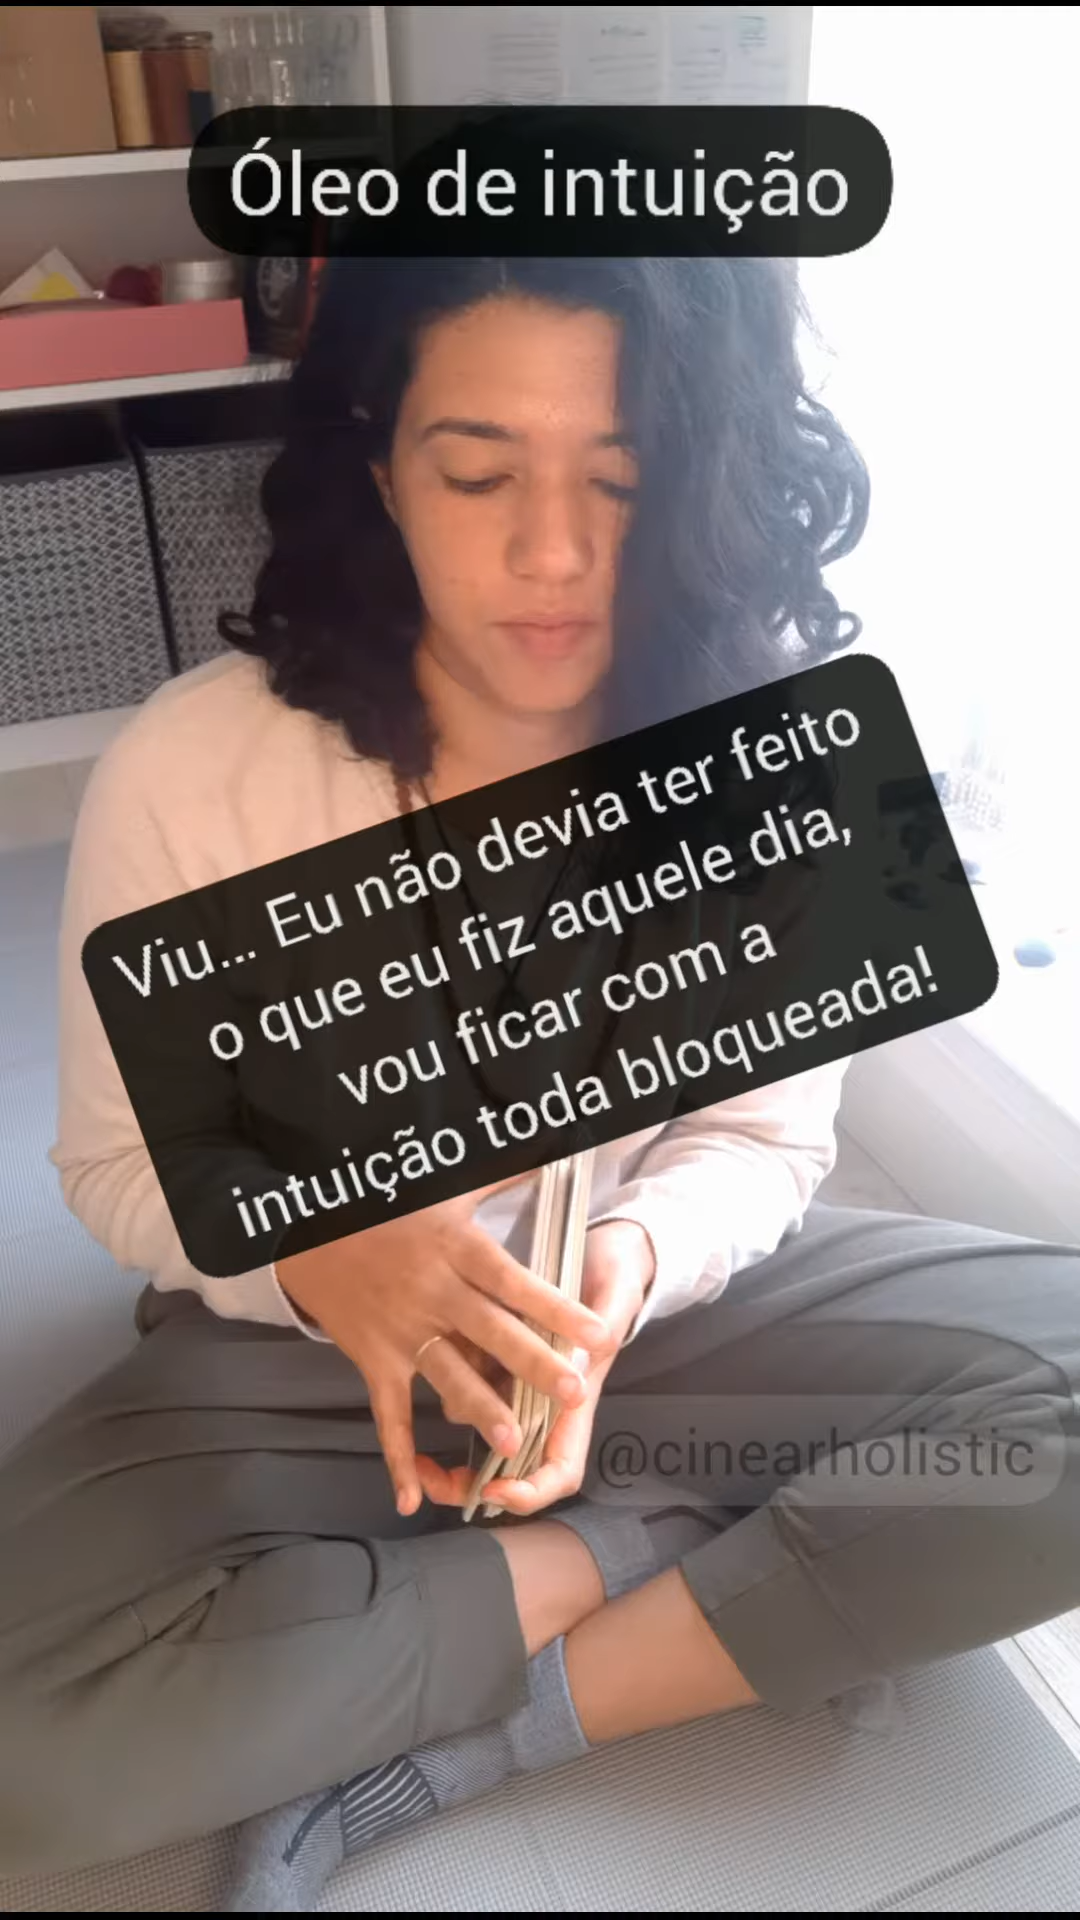 Óleo de intuição
Viu... Eu não devia ter feito
o que eu fiz aquele dia,
vou ficar com a
intuição toda bloqueada!
@cinearholistic